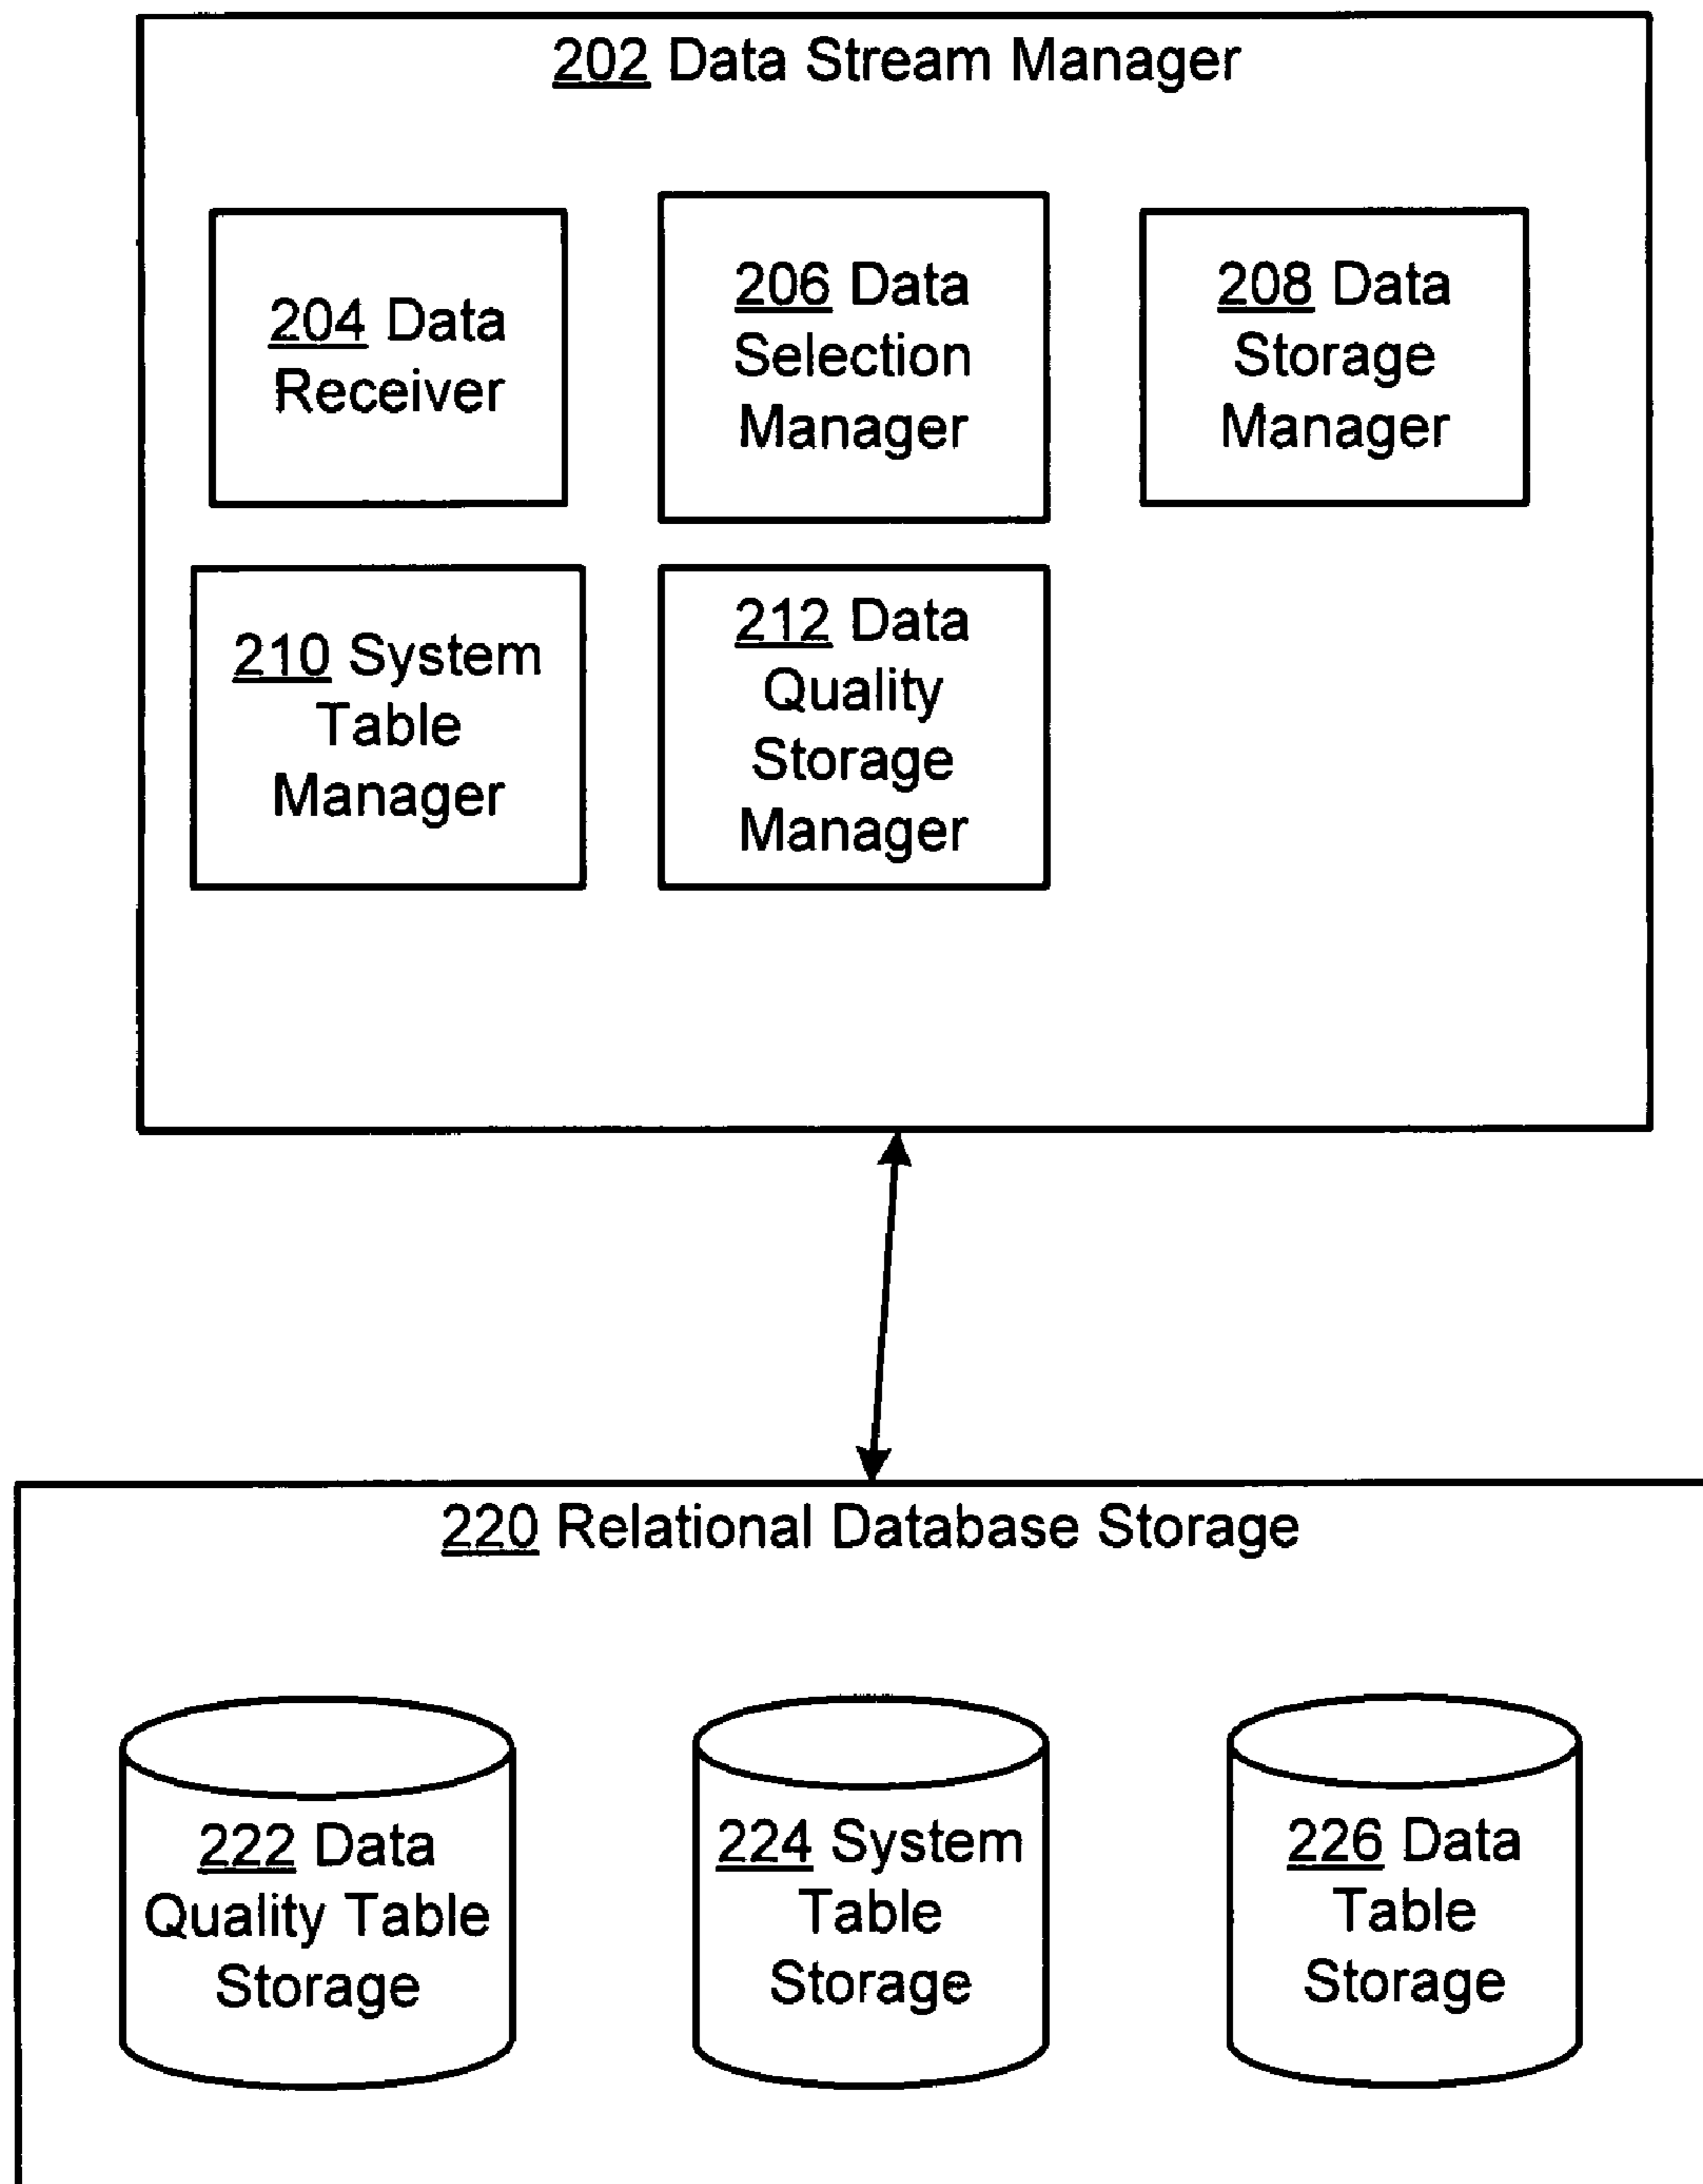 202 Data Stream Manager
204 Data
Receiver
206 Data
Selection
Manager
208 Data
Storage
Manager
210 System
Table
Manager
212 Data
Quality
Storage
Manager
220 Relational Database Storage
222 Data
Quality Table
Storage
224 System
Table
Storage
226 Data
Table
Storage